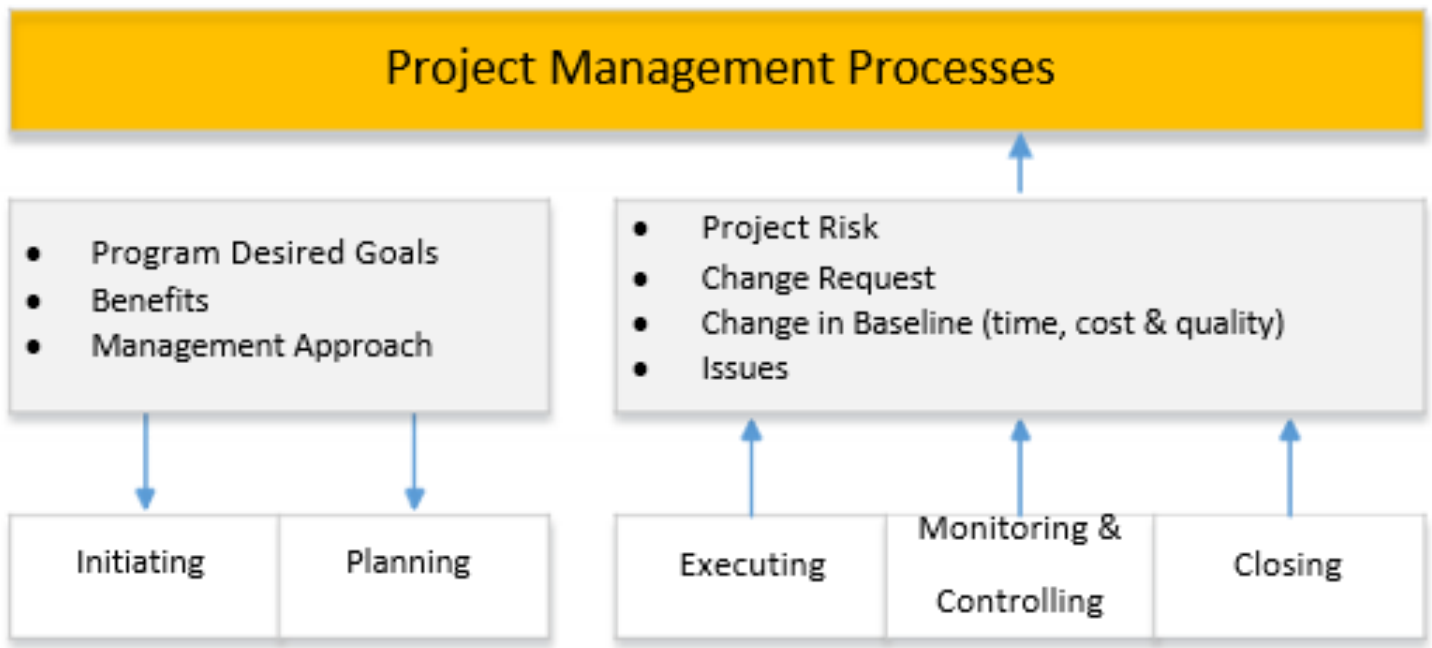 Project Management Processes
• Program Desired Goals
• Benefits
• Management Approach
• Project Risk
• Change Request
• Change in Baseline (time, cost & quality)
• Issues
Initiating
Planning
Executing
Monitoring &
Controlling
Closing